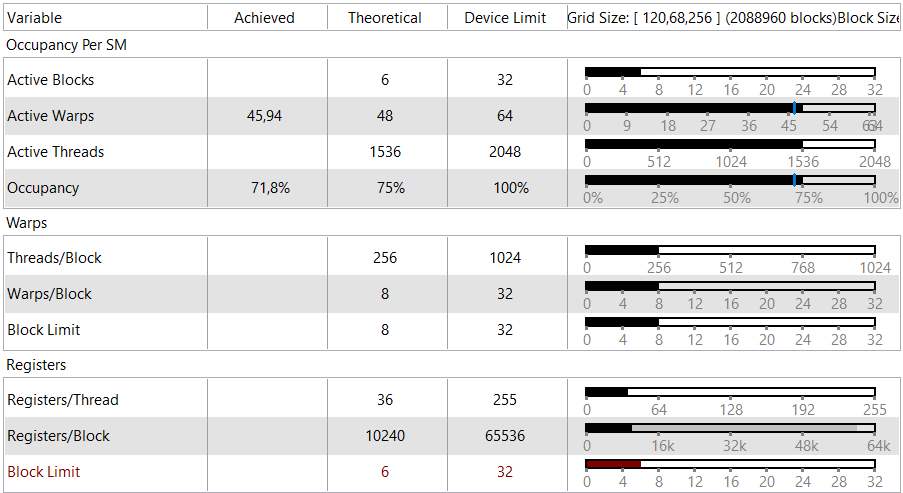 Variable Achieved Theoretical Device Limit Grid Size: [ 120,68,256 ] (2088960 blocks)Block Size
Occupancy Per SM
Active Blocks 6 32
0 4 8 12 16 20 24 28 32
Active Warps 45,94 48 64
0 9 18 27 36 45 54 63 64
Active Threads 1536 2048
0 512 1024 1536 2048
Occupancy 71,8% 75% 100%
0% 25% 50% 75% 100%
Warps
Threads/Block 256 1024
0 256 512 768 1024
Warps/Block 8 32
0 4 8 12 16 20 24 28 32
Block Limit 8 32
0 4 8 12 16 20 24 28 32
Registers
Registers/Thread 36 255
0 64 128 192 255
Registers/Block 10240 65536
0 16k 32k 48k 64k
Block Limit 6 32
0 4 8 12 16 20 24 28 32